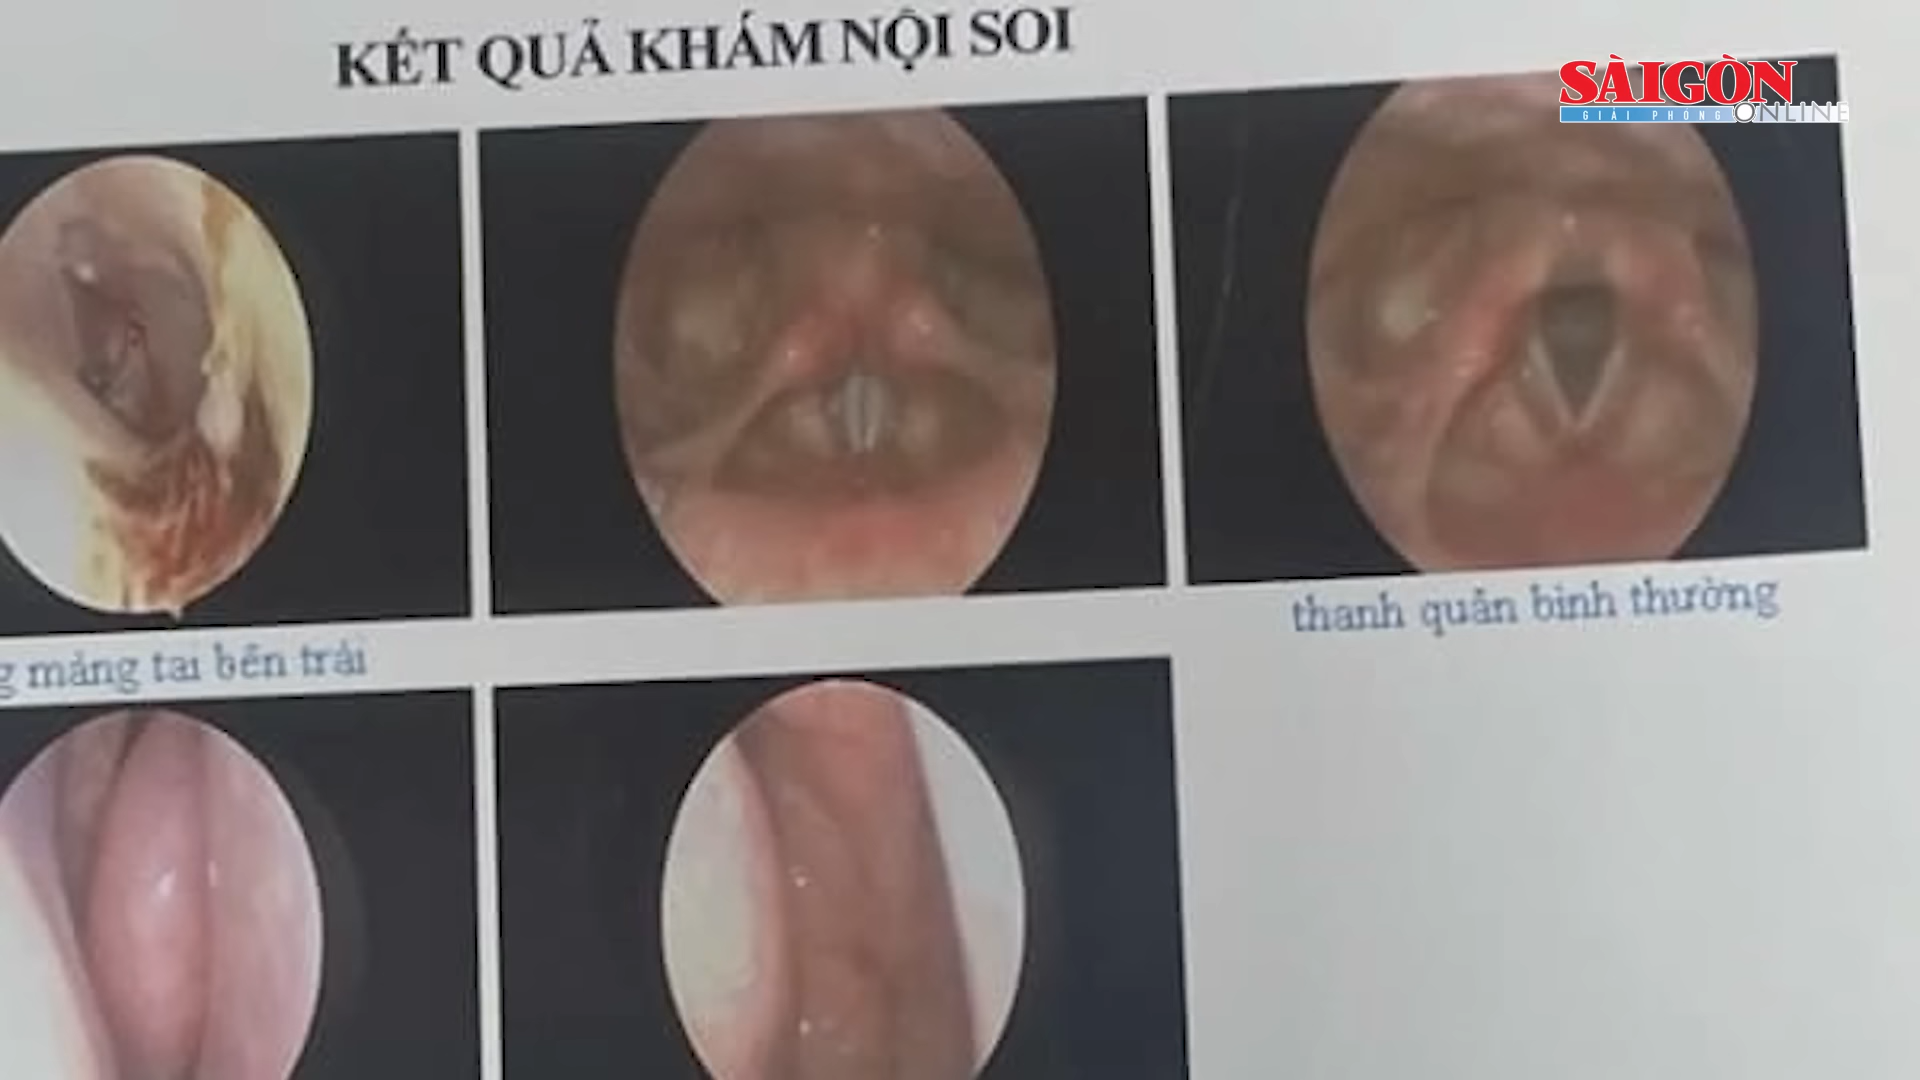 KẾT QUẢ KHÁM NỘI SOI
SÀIGÒN
GIẢI PHÓNG ONLINE
thanh quản bình thường
g màng tai bên trái